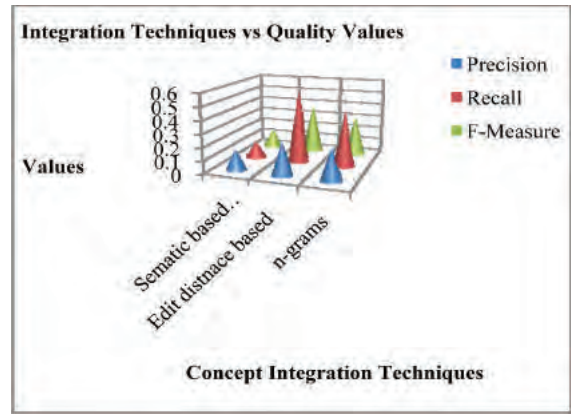 Integration Techniques vs Quality Values
Precision
Recall
F-Measure
0.6
0.5
0.4
0.3
0.2
0.1
0
Values
Sematic based..
Edit distnace based
n-grams
Concept Integration Techniques